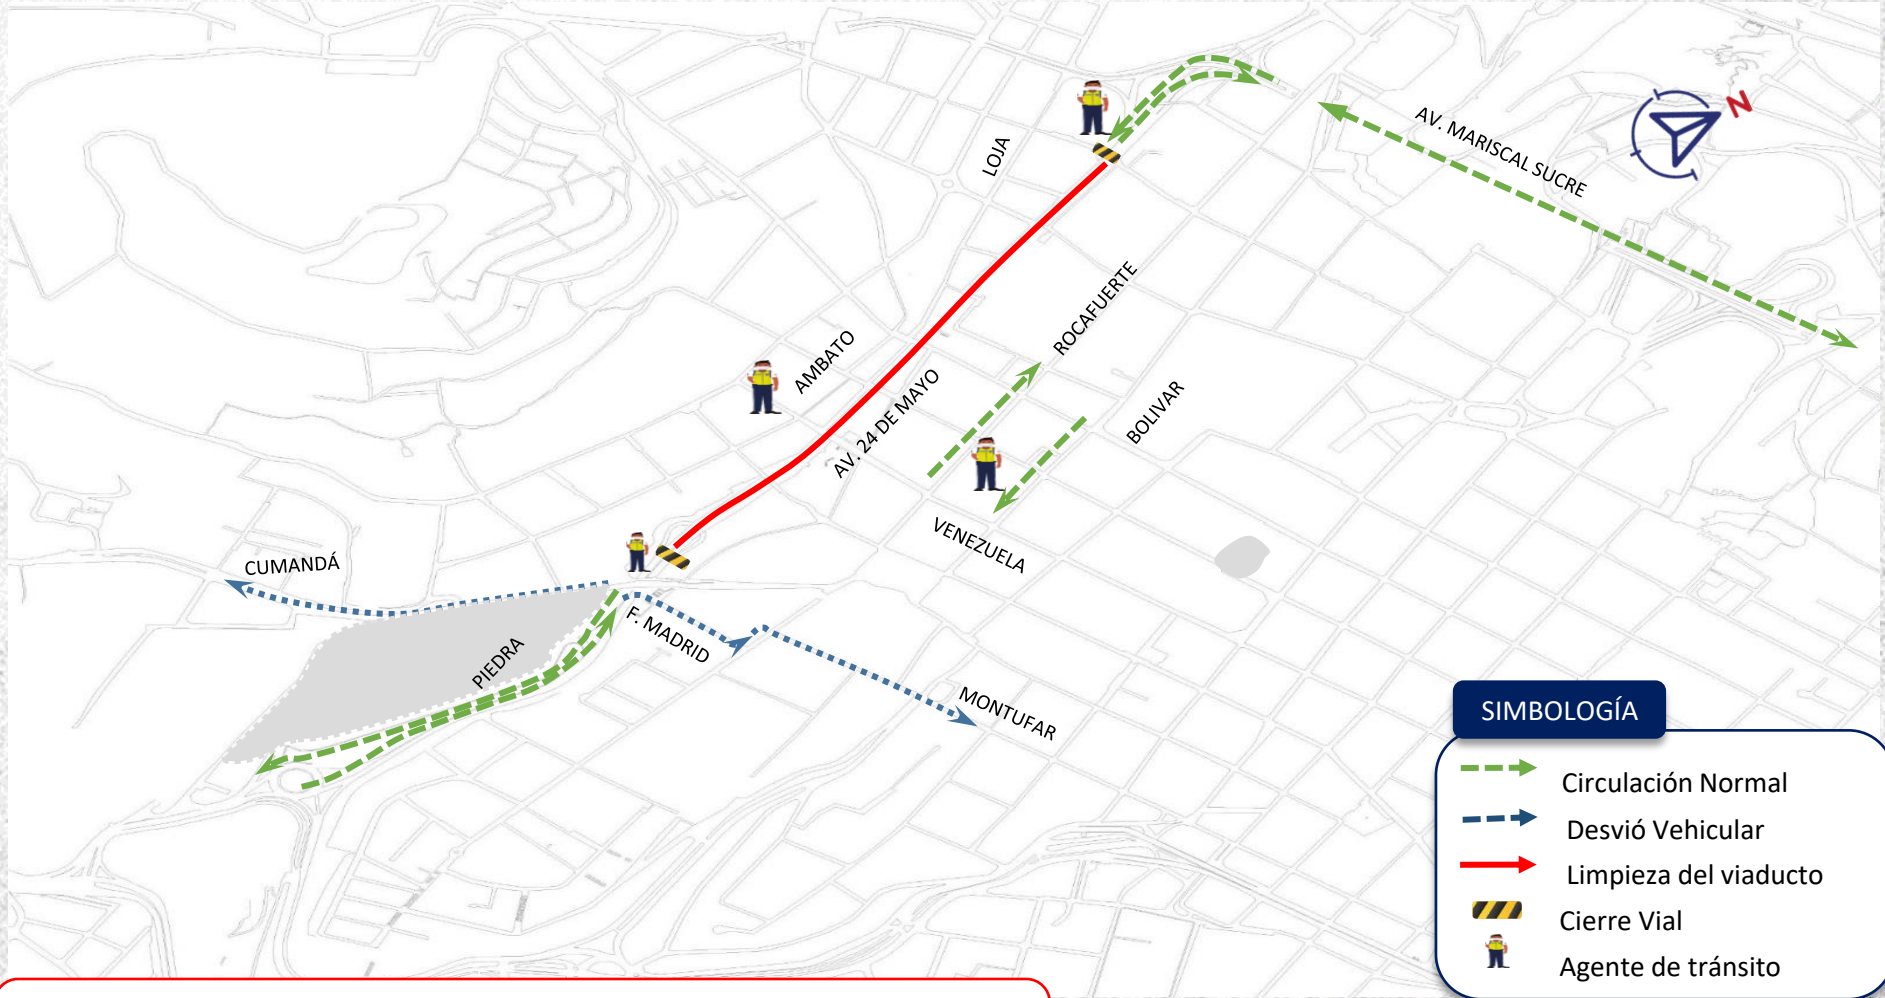 N
AV. MARISCAL SUCRE
LOJA
ROCAFUERTE
AMBATO
AV. 24 DE MAYO
BOLIVAR
VENEZUELA
CUMANDÁ
F. MADRID
PIEDRA
MONTUFAR
SIMBOLOGÍA
Circulación Normal
Desvió Vehicular
Limpieza del viaducto
Cierre Vial
Agente de tránsito